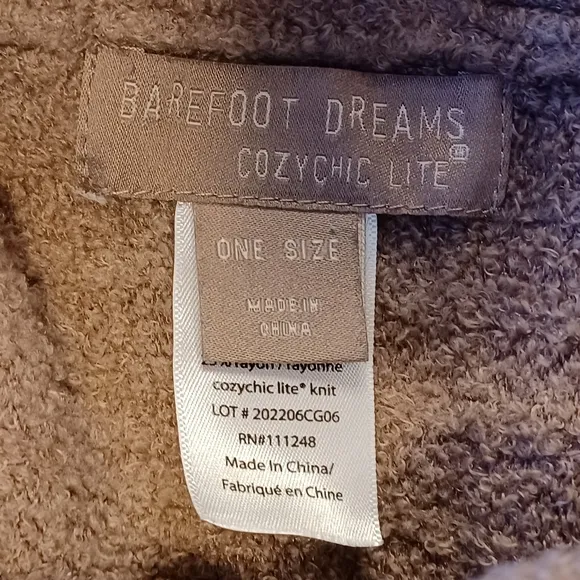 BAREFOOT DREAMS
COZYCHIC LITE
ONE SIZE
MADE IN
CHINA
rayon / rayonne
cozychic lite® knit
LOT # 202206CG06
RN#111248
Made In China/
Fabriqué en Chine